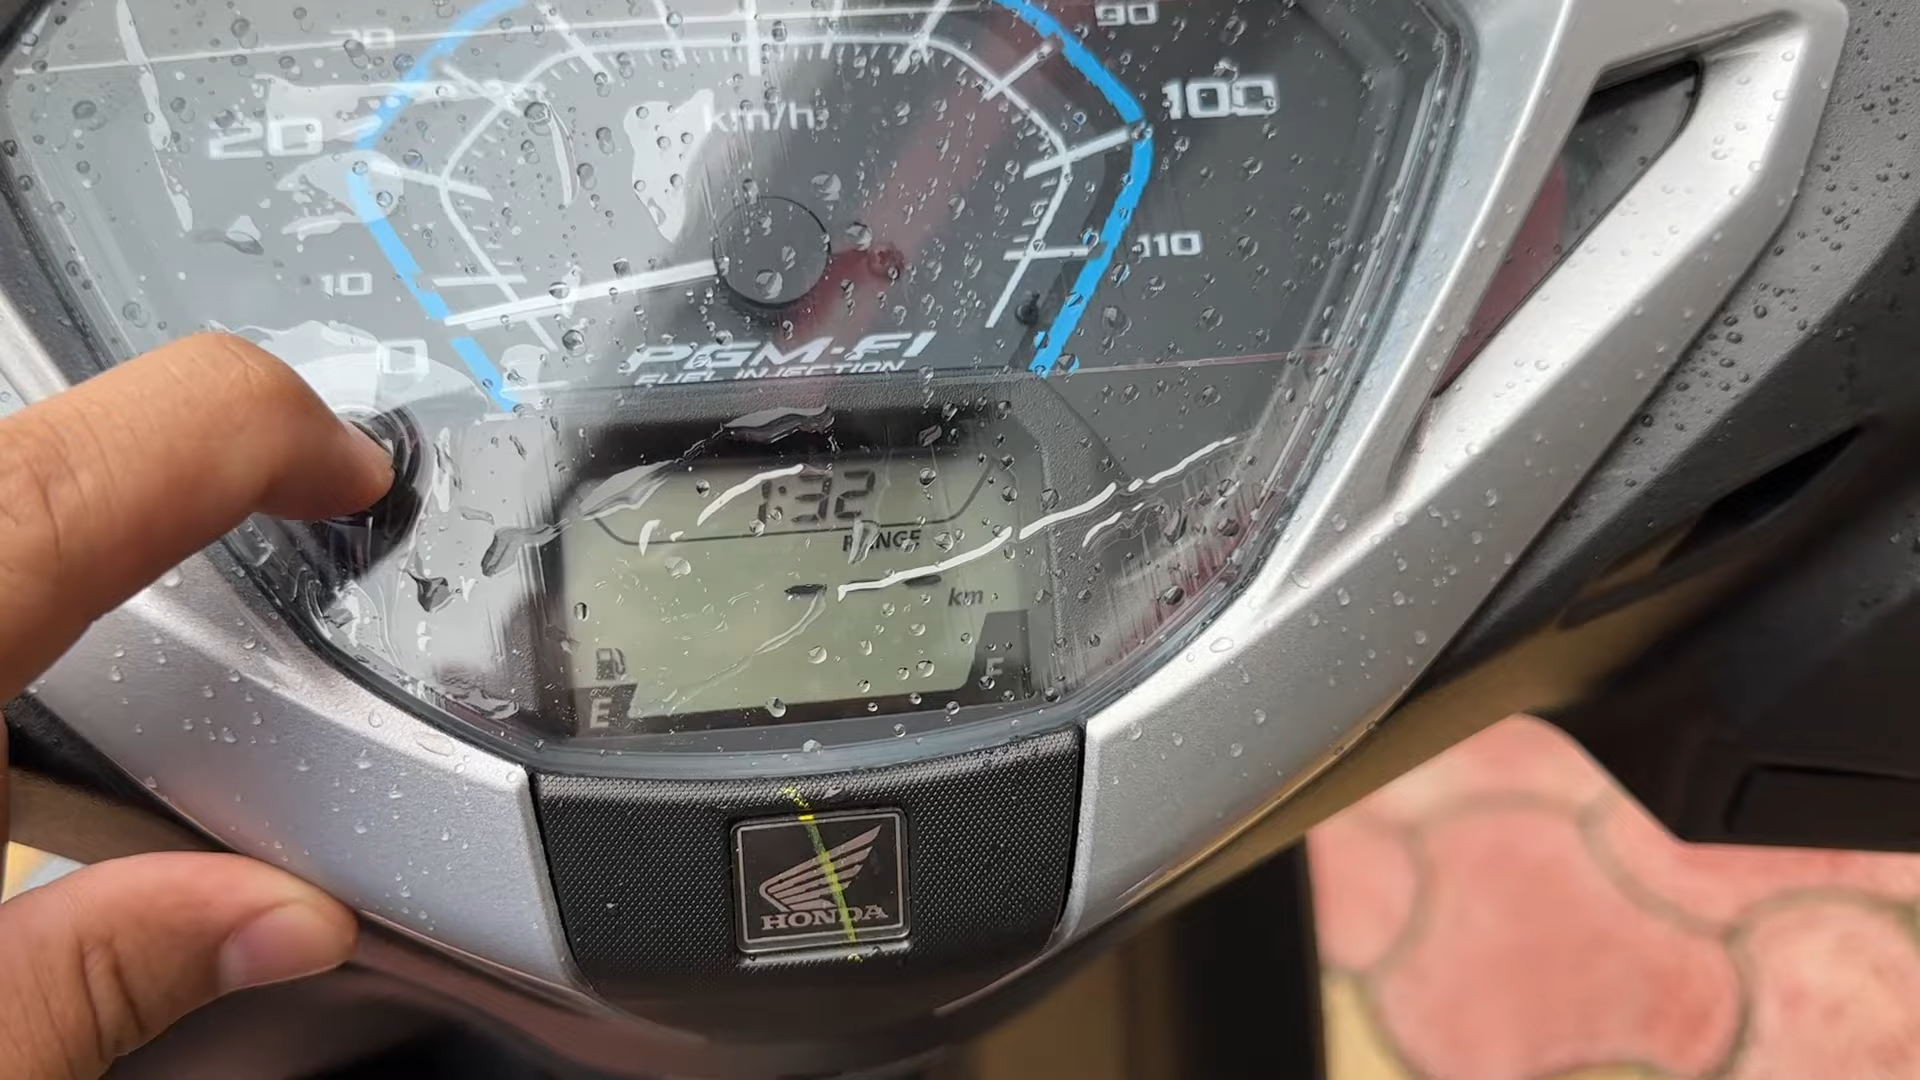 90
20
km/h
100
10
110
0
PGM-FI
FUEL INJECTION
1:32
RANGE
-- km
E
F
HONDA